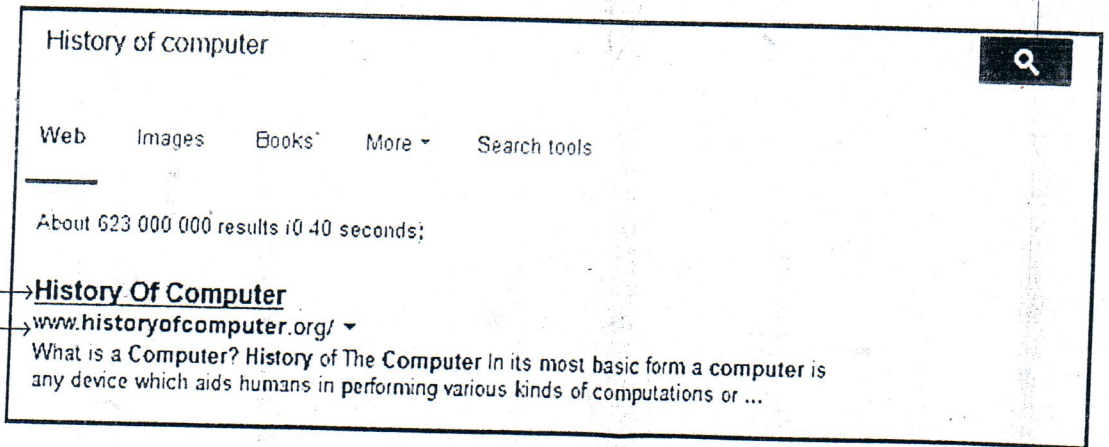 History of computer
Web Images Books More Search tools
About 623 000 000 results (0 40 seconds)
History Of Computer
www.historyofcomputer.org/
What is a Computer? History of The Computer In its most basic form a computer is
any device which aids humans in performing various kinds of computations or ...